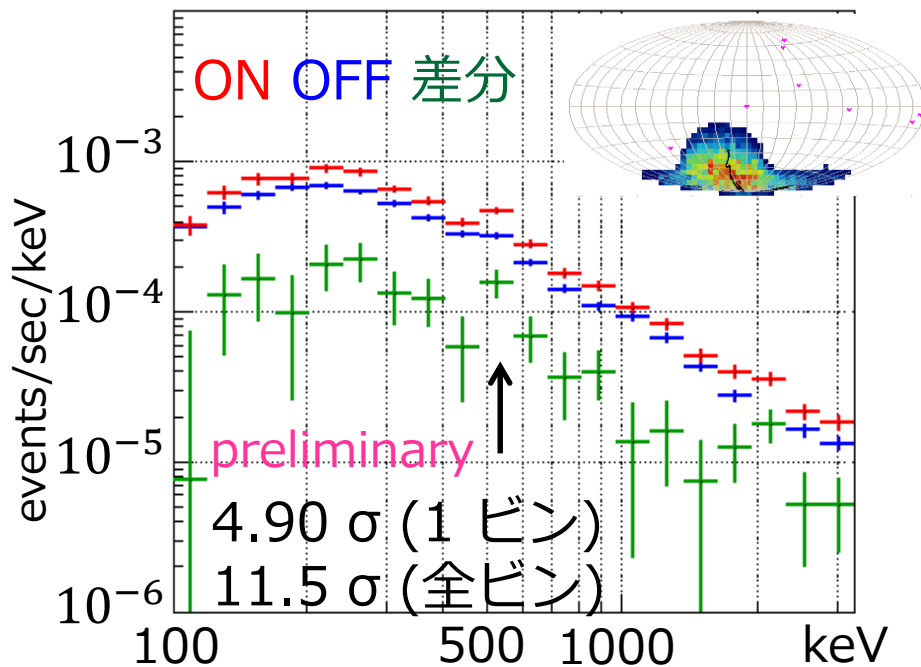 ON OFF 差分
events/sec/keV
10⁻³
10⁻⁴
10⁻⁵
10⁻⁶
preliminary
4.90 σ (1 ビン)
11.5 σ (全ビン)
100 500 1000 keV